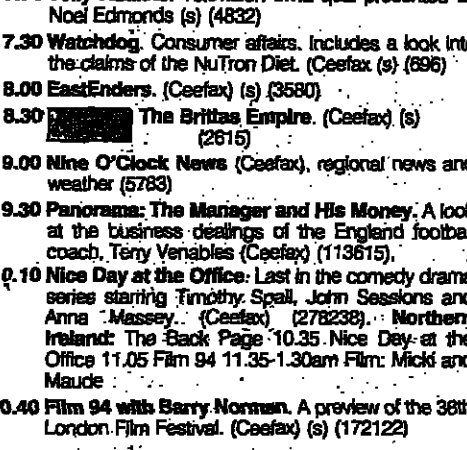 Noel Edmonds (s) (4832)
7.30 Watchdog. Consumer affairs. Includes a look into
the claims of the NuTron Diet. (Ceefax) (s) (696)
8.00 EastEnders. (Ceefax) (s) (3580)
8.30 The Brittas Empire. (Ceefax) (s)
(2615)
9.00 Nine O'Clock News (Ceefax), regional news and
weather (5783)
9.30 Panorama: The Manager and His Money. A look
at the business dealings of the England football
coach, Terry Venables (Ceefax) (113615).
0.10 Nice Day at the Office. Last in the comedy drama
series starring Timothy Spall, John Sessions and
Anna Massey. (Ceefax) (278238). Northern
Ireland: The Back Page 10.35 Nice Day at the
Office 11.05 Film 94 11.35-1.30am Film: Micki and
Maude
0.40 Film 94 with Barry Norman. A preview of the 38th
London Film Festival. (Ceefax) (s) (172122)